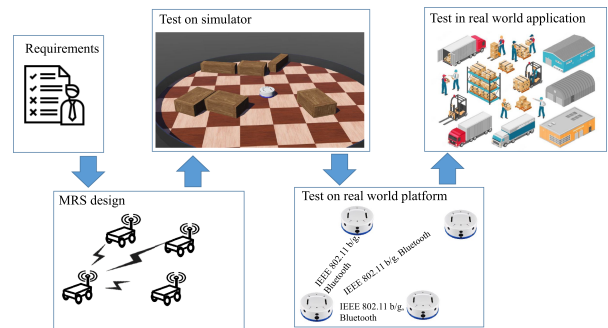 Requirements
Test on simulator
Test in real world application
MRS design
Test on real world platform
IEEE 802.11 b/g,
Bluetooth
IEEE 802.11 b/g, Bluetooth
IEEE 802.11 b/g,
Bluetooth